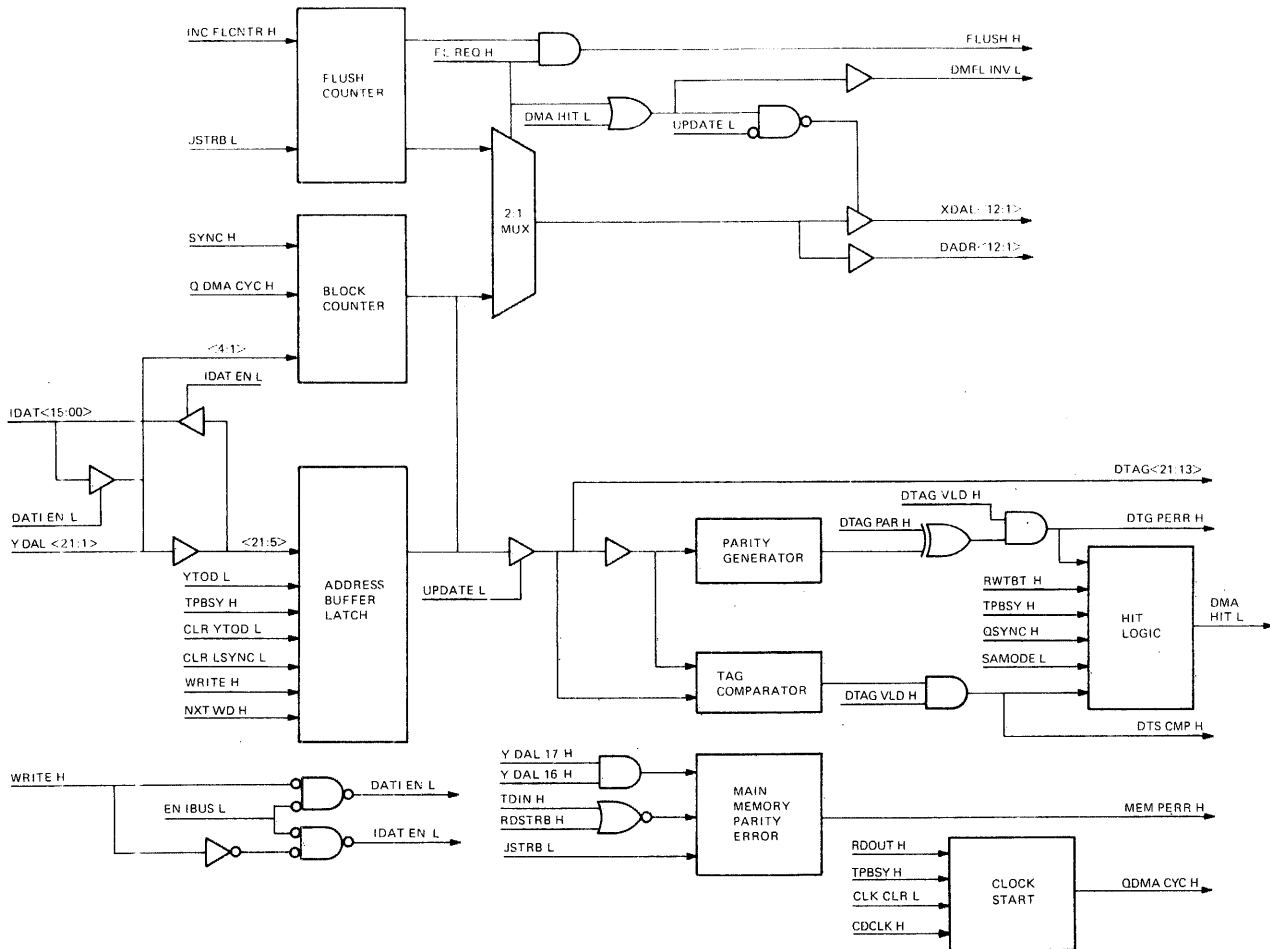 INC FLCNTR H
FL REQ H
FLUSH H
FLUSH
COUNTER
DMFL INV L
DMA HIT L
UPDATE L
JSTRB L
2:1
MUX
XDAL<12:1>
SYNC H
DADR<12:1>
Q DMA CYC H
BLOCK
COUNTER
<4:1>
IDAT EN L
IDAT<15:00>
DATI EN L
Y DAL <21:1>
<21:5>
ADDRESS
BUFFER
LATCH
YTOD L
TPBSY H
CLR YTOD L
CLR LSYNC L
WRITE H
NXT WD H
UPDATE L
DTAG<21:13>
DTAG VLD H
DTAG PAR H
DTG PERR H
PARITY
GENERATOR
RWTBT H
TPBSY H
QSYNC H
SAMODE L
HIT
LOGIC
DMA
HIT L
TAG
COMPARATOR
DTAG VLD H
DTS CMP H
WRITE H
DATI EN L
EN IBUS L
IDAT EN L
Y DAL 17 H
Y DAL 16 H
TDIN H
RDSTRB H
JSTRB L
MAIN
MEMORY
PARITY
ERROR
MEM PERR H
RDOUT H
TPBSY H
CLK CLR L
CDCLK H
CLOCK
START
QDMA CYC H